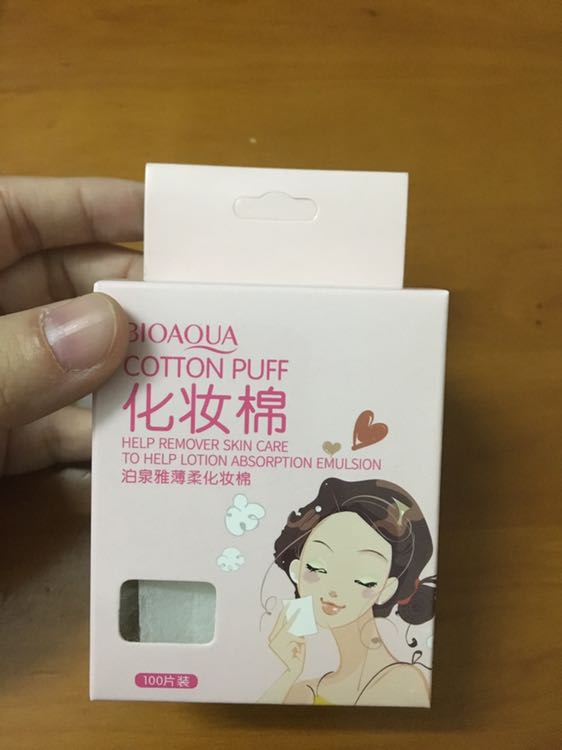 BIOAQUA
COTTON PUFF
化妆棉
HELP REMOVER SKIN CARE
TO HELP LOTION ABSORPTION EMULSION
泊泉雅薄柔化妆棉
100片装